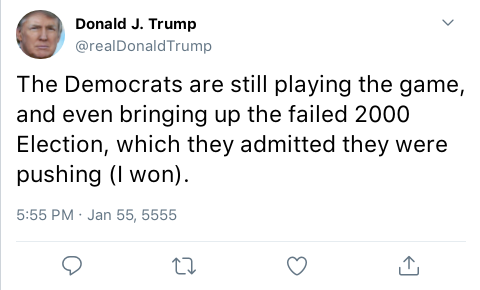 Donald J. Trump
@realDonaldTrump
The Democrats are still playing the game,
and even bringing up the failed 2000
Election, which they admitted they were
pushing (I won).
5:55 PM · Jan 55, 5555